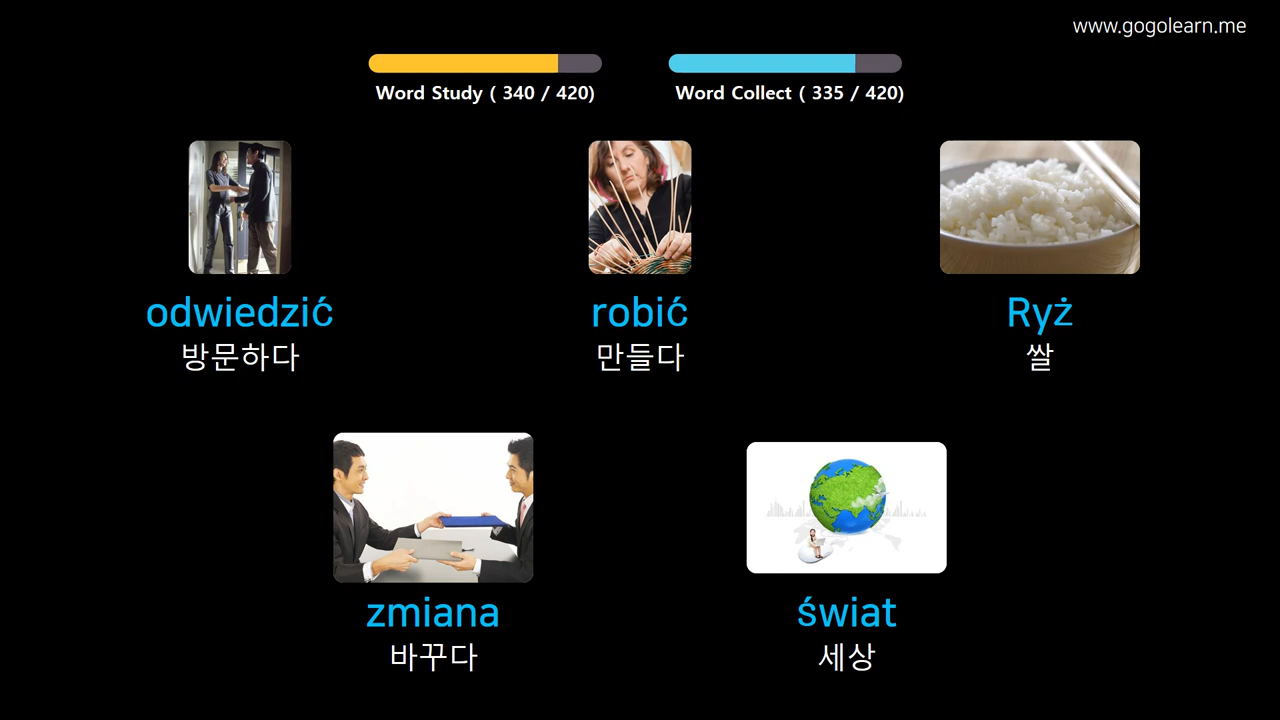 www.gogolearn.me
Word Study ( 340 / 420)
Word Collect ( 335 / 420)
odwiedzić
방문하다
robić
만들다
Ryż
쌀
zmiana
바꾸다
świat
세상